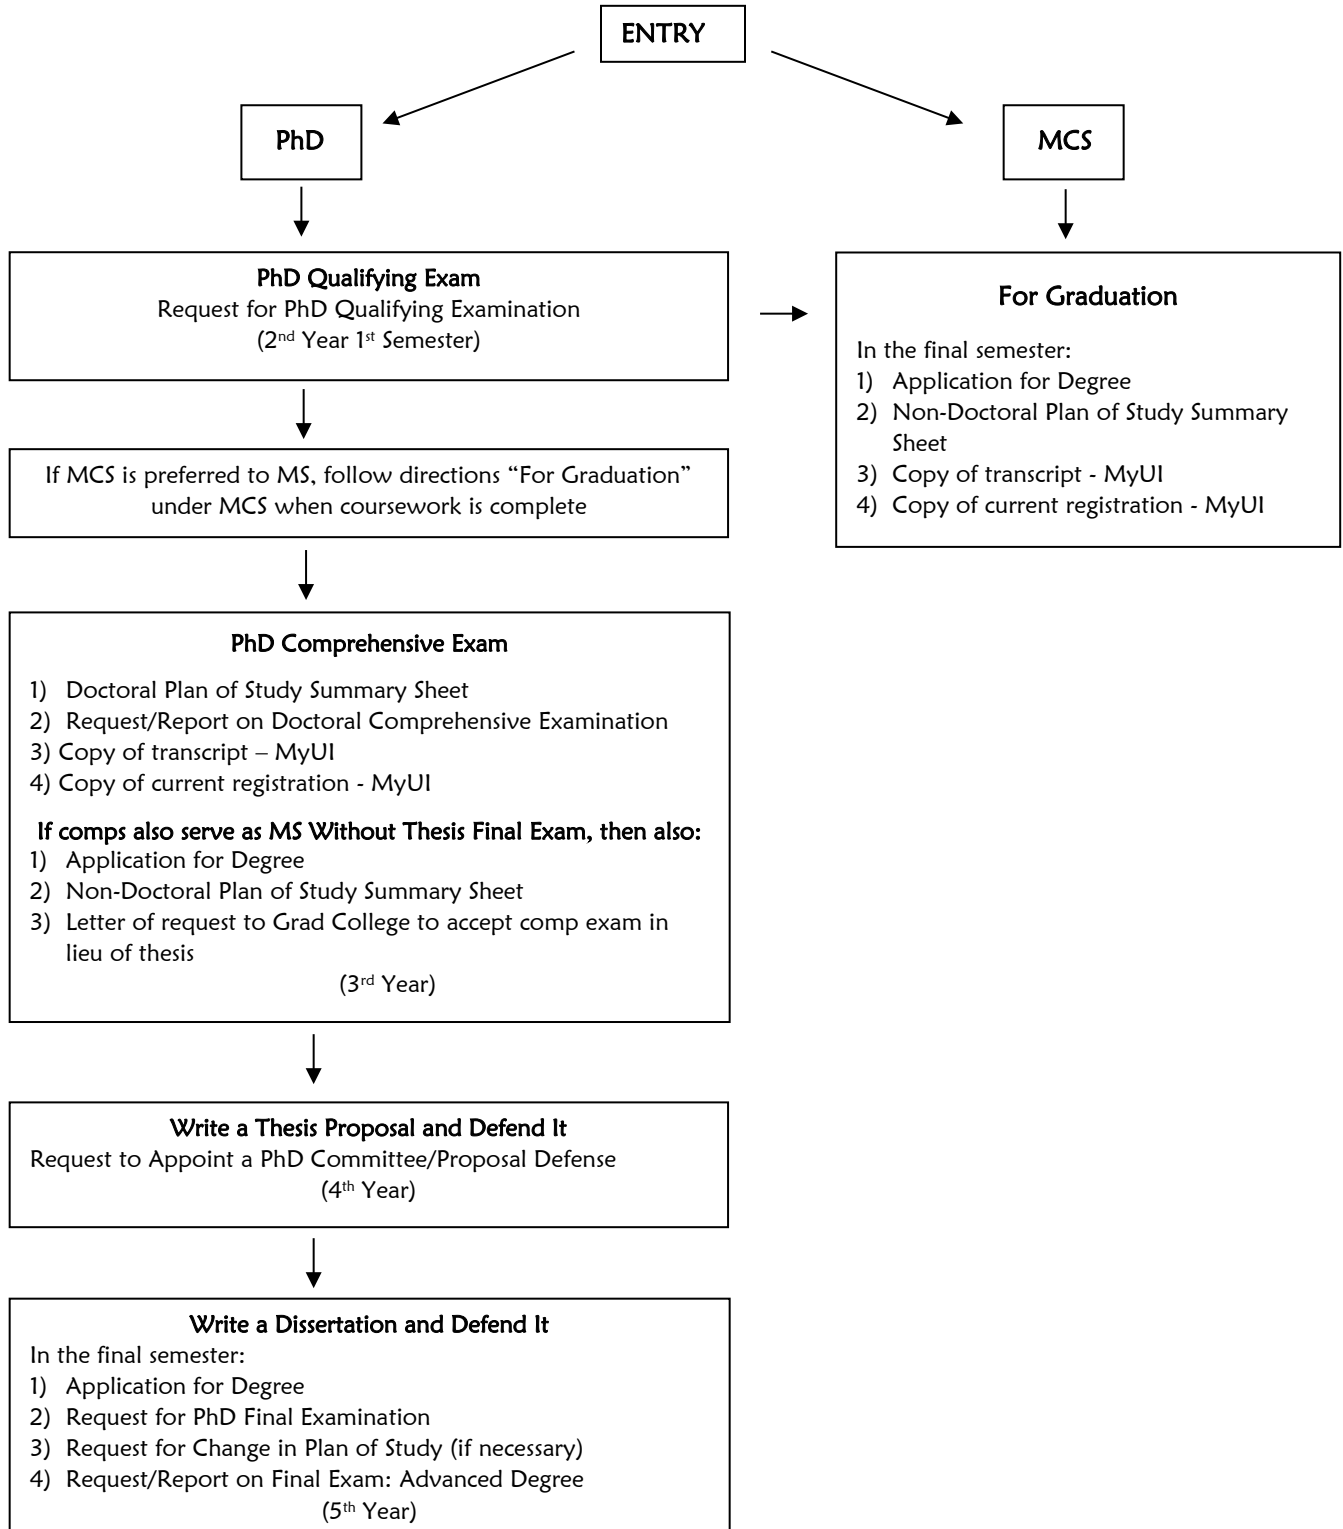 ENTRY
PhD
MCS
PhD Qualifying Exam
Request for PhD Qualifying Examination
(2nd Year 1st Semester)
For Graduation
In the final semester:
1) Application for Degree
2) Non-Doctoral Plan of Study Summary
Sheet
3) Copy of transcript - MyUI
4) Copy of current registration - MyUI
If MCS is preferred to MS, follow directions “For Graduation”
under MCS when coursework is complete
PhD Comprehensive Exam
1) Doctoral Plan of Study Summary Sheet
2) Request/Report on Doctoral Comprehensive Examination
3) Copy of transcript – MyUI
4) Copy of current registration - MyUI
If comps also serve as MS Without Thesis Final Exam, then also:
1) Application for Degree
2) Non-Doctoral Plan of Study Summary Sheet
3) Letter of request to Grad College to accept comp exam in
lieu of thesis
(3rd Year)
Write a Thesis Proposal and Defend It
Request to Appoint a PhD Committee/Proposal Defense
(4th Year)
Write a Dissertation and Defend It
In the final semester:
1) Application for Degree
2) Request for PhD Final Examination
3) Request for Change in Plan of Study (if necessary)
4) Request/Report on Final Exam: Advanced Degree
(5th Year)